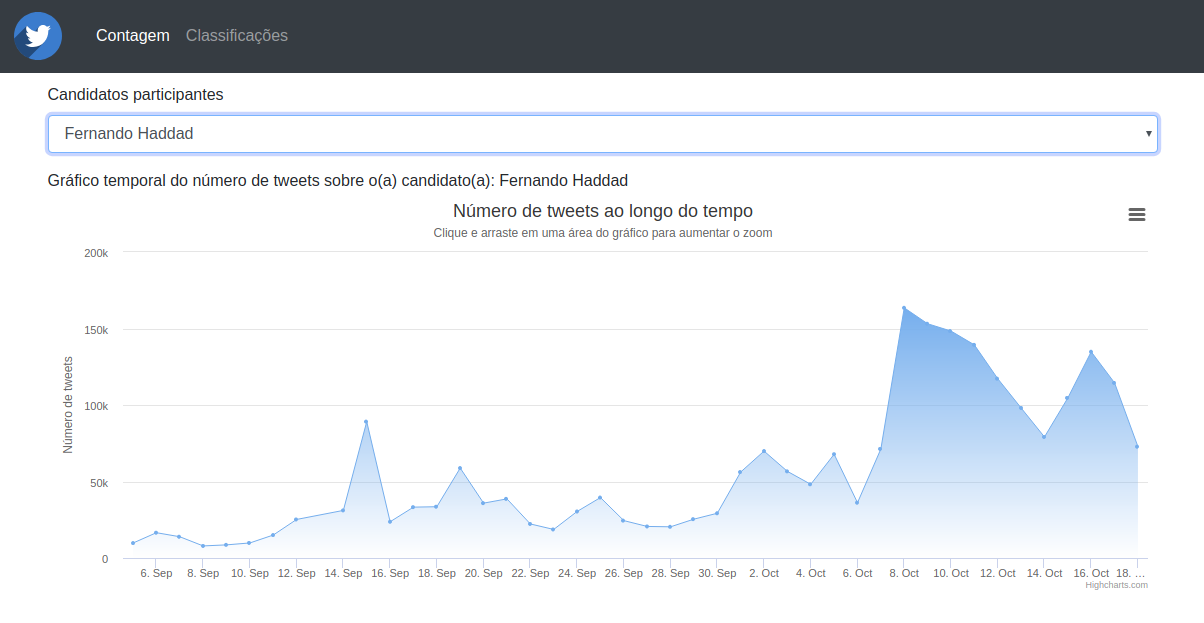 Contagem Classificações
Candidatos participantes
Fernando Haddad
Gráfico temporal do número de tweets sobre o(a) candidato(a): Fernando Haddad
Número de tweets ao longo do tempo
Clique e arraste em uma área do gráfico para aumentar o zoom
Número de tweets
200k
150k
100k
50k
0
6. Sep 8. Sep 10. Sep 12. Sep 14. Sep 16. Sep 18. Sep 20. Sep 22. Sep 24. Sep 26. Sep 28. Sep 30. Sep 2. Oct 4. Oct 6. Oct 8. Oct 10. Oct 12. Oct 14. Oct 16. Oct 18. …
Highcharts.com